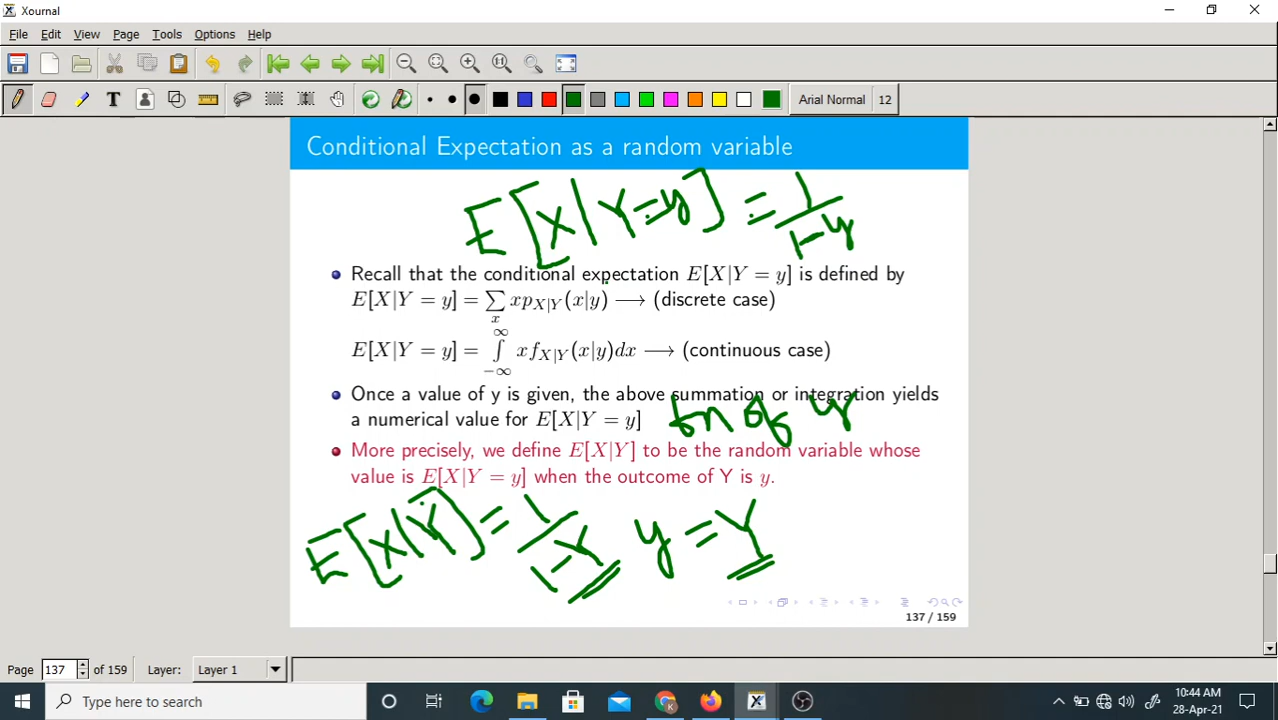 Xournal
File Edit View Page Tools Options Help
T Arial Normal 12
Conditional Expectation as a random variable
E[X|Y=y] = 1/(1-y)
• Recall that the conditional expectation E[X|Y = y] is defined by
E[X|Y = y] = ∑_x xp_{X|Y}(x|y) ⟶ (discrete case)
E[X|Y = y] = ∫_{-∞}^{∞} xf_{X|Y}(x|y)dx ⟶ (continuous case)
• Once a value of y is given, the above summation or integration yields
a numerical value for E[X|Y = y] fn of y
• More precisely, we define E[X|Y] to be the random variable whose
value is E[X|Y = y] when the outcome of Y is y.
E[X|Y] = 1/(1-Y) y = Y
137 / 159
Page 137 of 159 Layer: Layer 1
Type here to search
10:44 AM
28-Apr-21